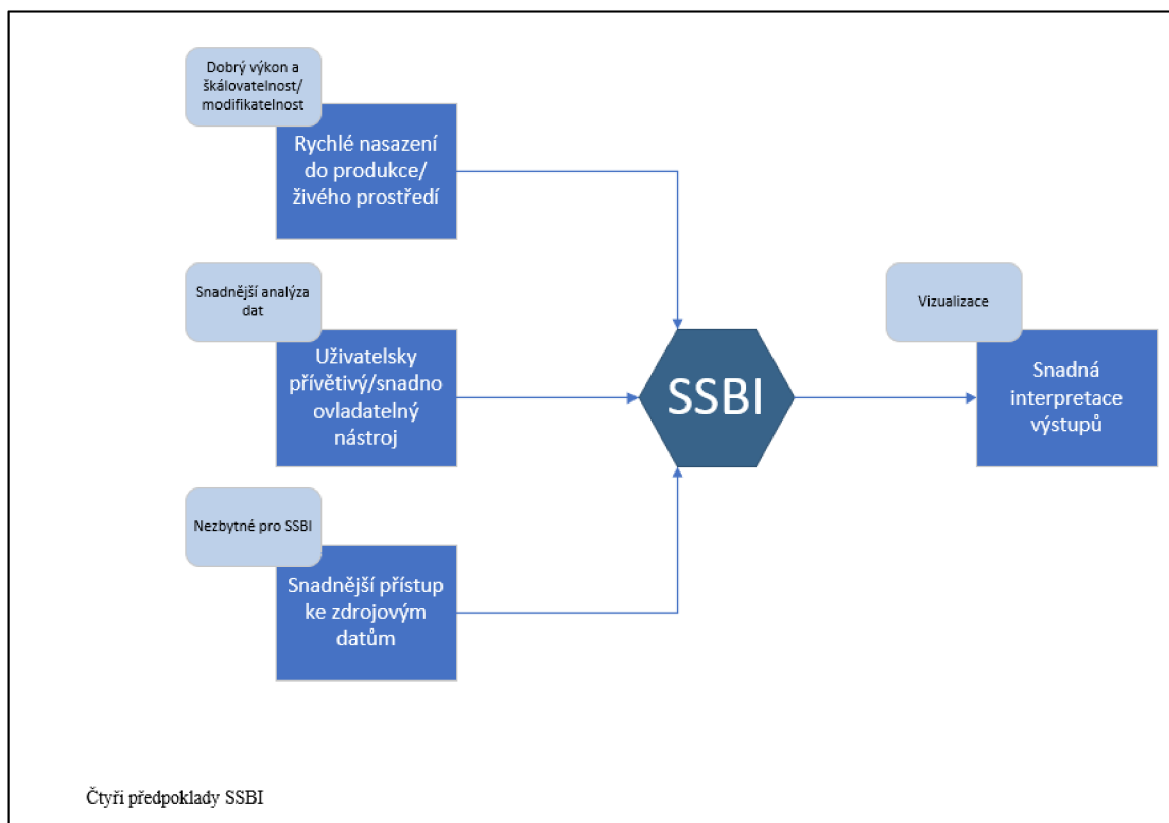 Dobrý výkon a
škálovatelnost/
modifikatelnost
Rychlé nasazení
do produkce/
živého prostředí
Snadnější analýza
dat
Uživatelsky
přívětivý/snadno
ovladatelný
nástroj
Nezbytné pro SSBI
Snadnější přístup
ke zdrojovým
datům
SSBI
Vizualizace
Snadná
interpretace
výstupů
Čtyři předpoklady SSBI